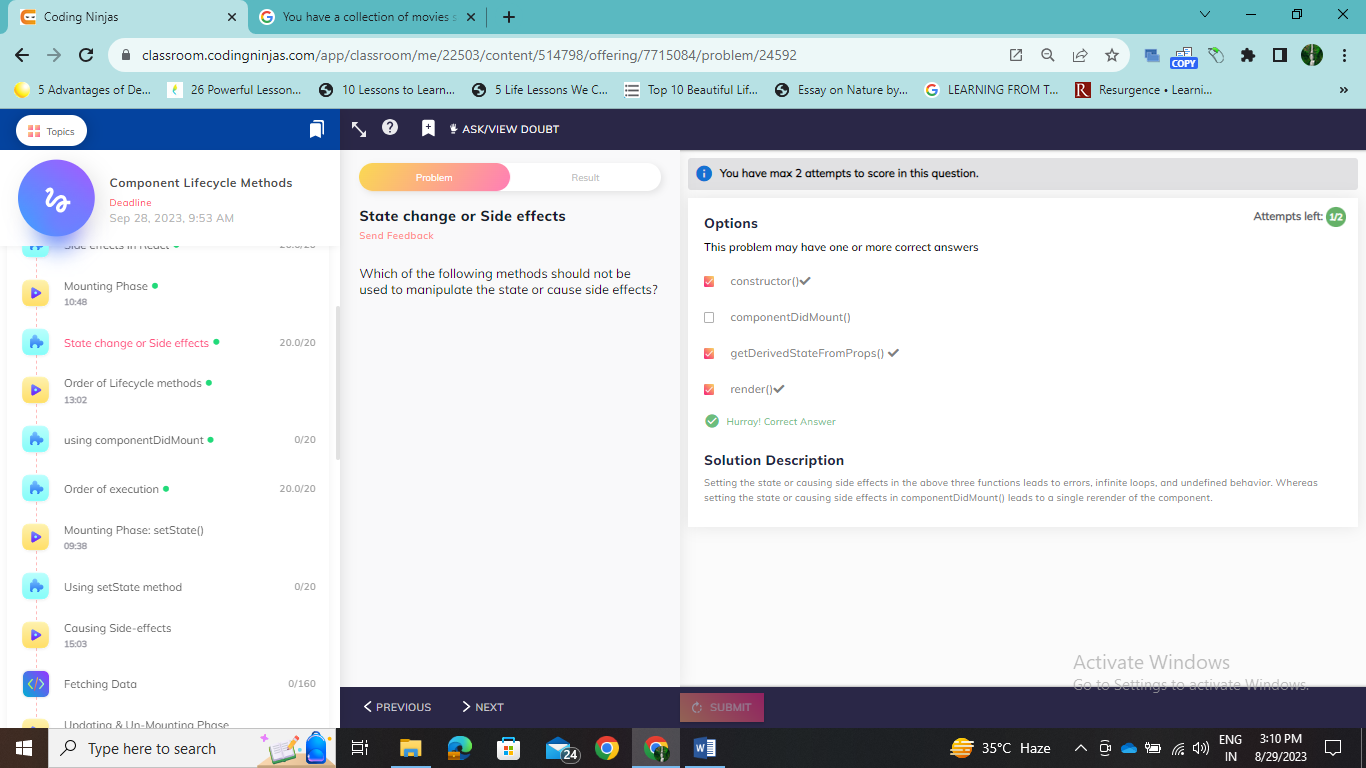 Coding Ninjas
You have a collection of movies s
classroom.codingninjas.com/app/classroom/me/22503/content/514798/offering/7715084/problem/24592
COPY
5 Advantages of De...
26 Powerful Lesson...
10 Lessons to Learn...
5 Life Lessons We C...
Top 10 Beautiful Lif...
Essay on Nature by...
LEARNING FROM T...
Resurgence • Learni...
Topics
ASK/VIEW DOUBT
Component Lifecycle Methods
Deadline
Sep 28, 2023, 9:53 AM
Side effects in React
20.0/20
Mounting Phase
10:48
State change or Side effects
20.0/20
Order of Lifecycle methods
13:02
using componentDidMount
0/20
Order of execution
20.0/20
Mounting Phase: setState()
09:38
Using setState method
0/20
Causing Side-effects
15:03
Fetching Data
0/160
Updating & Un-Mounting Phase
Problem
Result
State change or Side effects
Send Feedback
Which of the following methods should not be
used to manipulate the state or cause side effects?
You have max 2 attempts to score in this question.
Options
Attempts left: 1/2
This problem may have one or more correct answers
constructor()
componentDidMount()
getDerivedStateFromProps()
render()
Hurray! Correct Answer
Solution Description
Setting the state or causing side effects in the above three functions leads to errors, infinite loops, and undefined behavior. Whereas
setting the state or causing side effects in componentDidMount() leads to a single rerender of the component.
Activate Windows
Go to Settings to activate Windows.
PREVIOUS
NEXT
SUBMIT
Type here to search
24
35°C Haze
ENG
IN
3:10 PM
8/29/2023